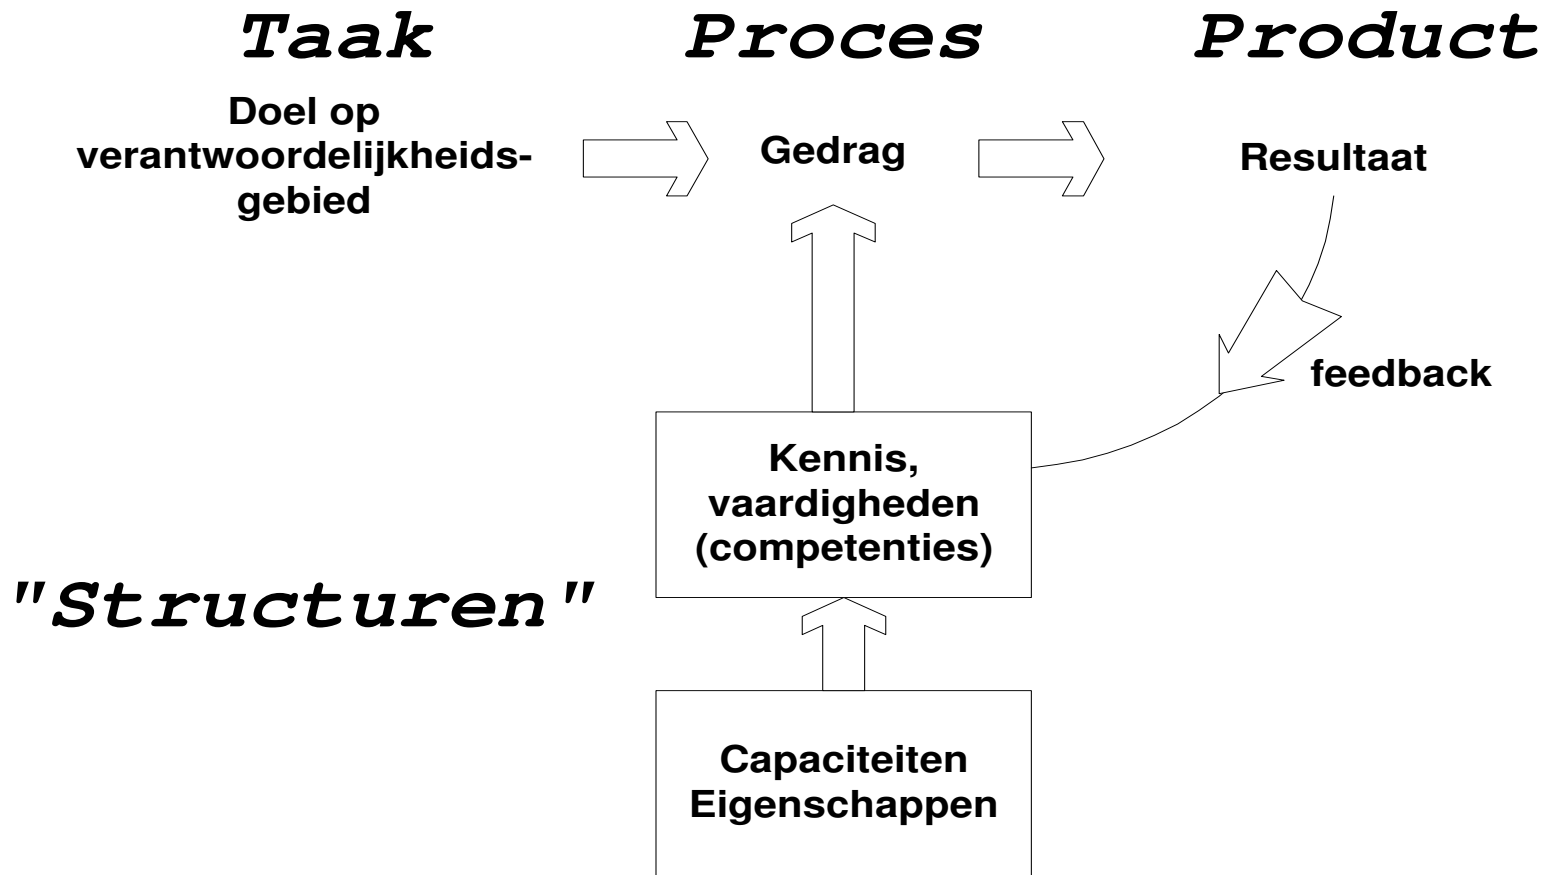 Taak
Proces
Product
Doel op
verantwoordelijkheids-
gebied
Gedrag
Resultaat
feedback
Kennis,
vaardigheden
(competenties)
"Structuren"
Capaciteiten
Eigenschappen